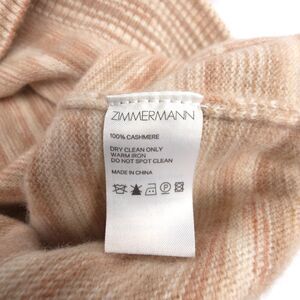 ZIMMERMANN
100% CASHMERE
DRY CLEAN ONLY
WARM IRON
DO NOT SPOT CLEAN
MADE IN CHINA